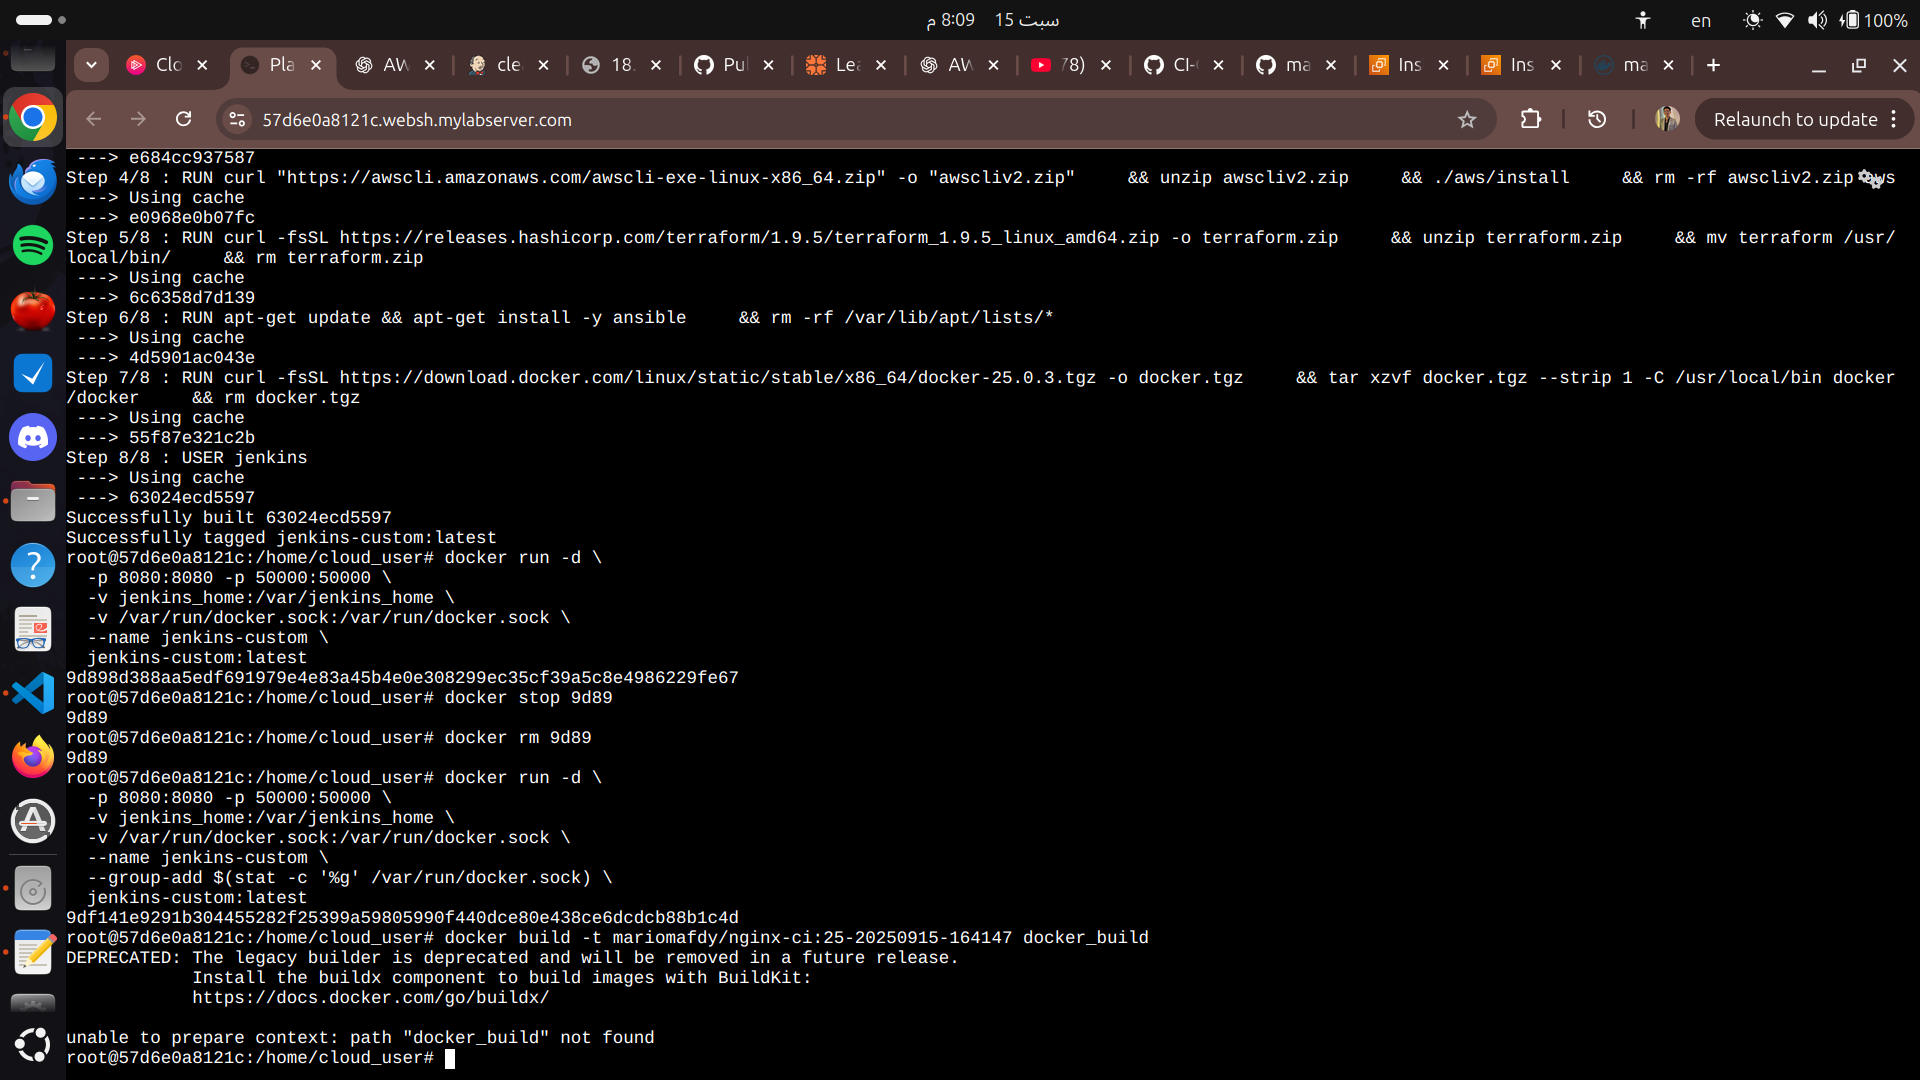 سبت 15 8:09 م
en
100%
Clo
Pla
AW
cle
18.
Pul
Lea
AW
78)
CI-
ma
Ins
Ins
ma
57d6e0a8121c.websh.mylabserver.com
Relaunch to update
---> e684cc937587
Step 4/8 : RUN curl "https://awscli.amazonaws.com/awscli-exe-linux-x86_64.zip" -o "awscliv2.zip"     && unzip awscliv2.zip     && ./aws/install     && rm -rf awscliv2.zip aws
---> Using cache
---> e0968e0b07fc
Step 5/8 : RUN curl -fsSL https://releases.hashicorp.com/terraform/1.9.5/terraform_1.9.5_linux_amd64.zip -o terraform.zip     && unzip terraform.zip     && mv terraform /usr/
local/bin/     && rm terraform.zip
---> Using cache
---> 6c6358d7d139
Step 6/8 : RUN apt-get update && apt-get install -y ansible     && rm -rf /var/lib/apt/lists/*
---> Using cache
---> 4d5901ac043e
Step 7/8 : RUN curl -fsSL https://download.docker.com/linux/static/stable/x86_64/docker-25.0.3.tgz -o docker.tgz     && tar xzvf docker.tgz --strip 1 -C /usr/local/bin docker
/docker     && rm docker.tgz
---> Using cache
---> 55f87e321c2b
Step 8/8 : USER jenkins
---> Using cache
---> 63024ecd5597
Successfully built 63024ecd5597
Successfully tagged jenkins-custom:latest
root@57d6e0a8121c:/home/cloud_user# docker run -d \
-p 8080:8080 -p 50000:50000 \
-v jenkins_home:/var/jenkins_home \
-v /var/run/docker.sock:/var/run/docker.sock \
--name jenkins-custom \
jenkins-custom:latest
9d898d388aa5edf691979e4e83a45b4e0e308299ec35cf39a5c8e4986229fe67
root@57d6e0a8121c:/home/cloud_user# docker stop 9d89
9d89
root@57d6e0a8121c:/home/cloud_user# docker rm 9d89
9d89
root@57d6e0a8121c:/home/cloud_user# docker run -d \
-p 8080:8080 -p 50000:50000 \
-v jenkins_home:/var/jenkins_home \
-v /var/run/docker.sock:/var/run/docker.sock \
--name jenkins-custom \
--group-add $(stat -c '%g' /var/run/docker.sock) \
jenkins-custom:latest
9df141e9291b304455282f25399a59805990f440dce80e438ce6dcdcb88b1c4d
root@57d6e0a8121c:/home/cloud_user# docker build -t mariomafdy/nginx-ci:25-20250915-164147 docker_build
DEPRECATED: The legacy builder is deprecated and will be removed in a future release.
Install the buildx component to build images with BuildKit:
https://docs.docker.com/go/buildx/
unable to prepare context: path "docker_build" not found
root@57d6e0a8121c:/home/cloud_user#